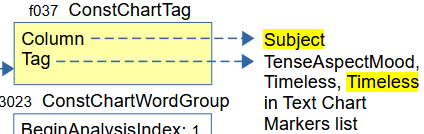 f037 ConstChartTag
Column
Subject
Tag
TenseAspectMood,
Timeless, Timeless
in Text Chart
Markers list
3023 ConstChartWordGroup
BeginAnalysisIndex: 1